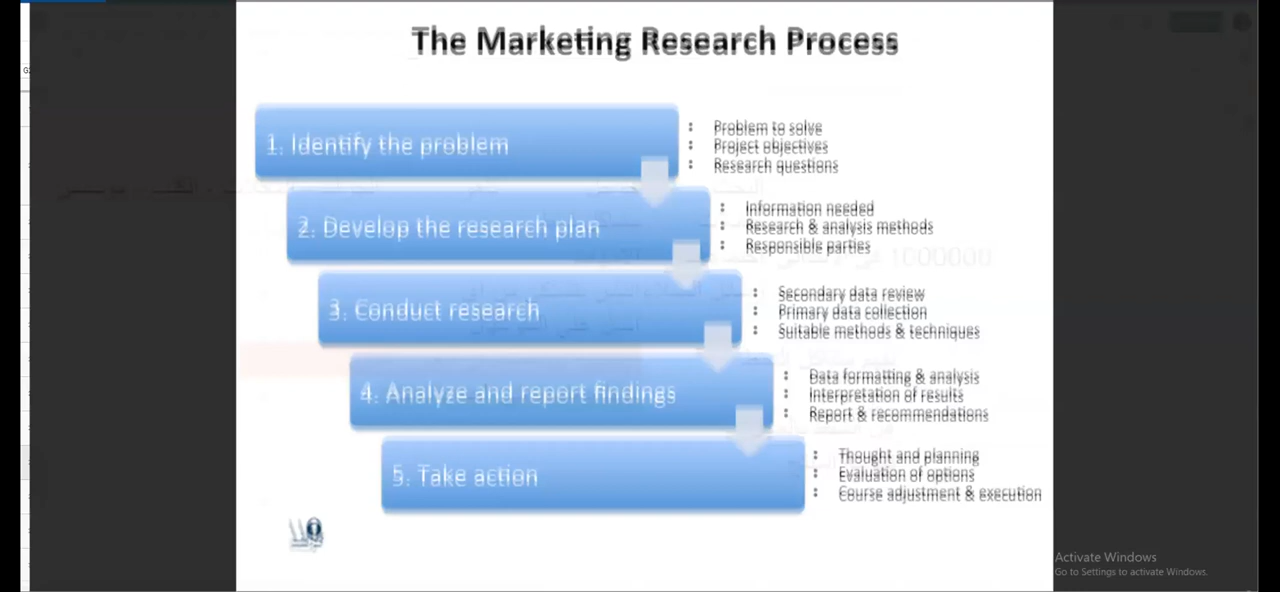 The Marketing Research Process
1. Identify the problem
Problem to solve
Project objectives
Research questions
2. Develop the research plan
Information needed
Research & analysis methods
Responsible parties
3. Conduct research
Secondary data review
Primary data collection
Suitable methods & techniques
4. Analyze and report findings
Data formatting & analysis
Interpretation of results
Report & recommendations
5. Take action
Thought and planning
Evaluation of options
Course adjustment & execution
1000000
Activate Windows
Go to Settings to activate Windows.